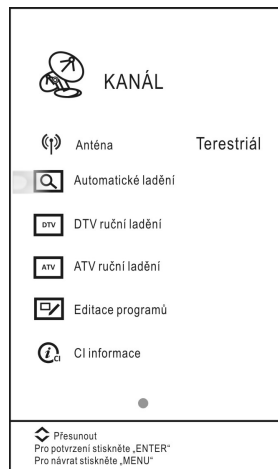 KANÁL
Anténa Terestriál
Automatické ladění
DTV DTV ruční ladění
ATV ATV ruční ladění
Editace programů
CI CI informace
Přesunout
Pro potvrzení stiskněte „ENTER“
Pro návrat stiskněte „MENU“